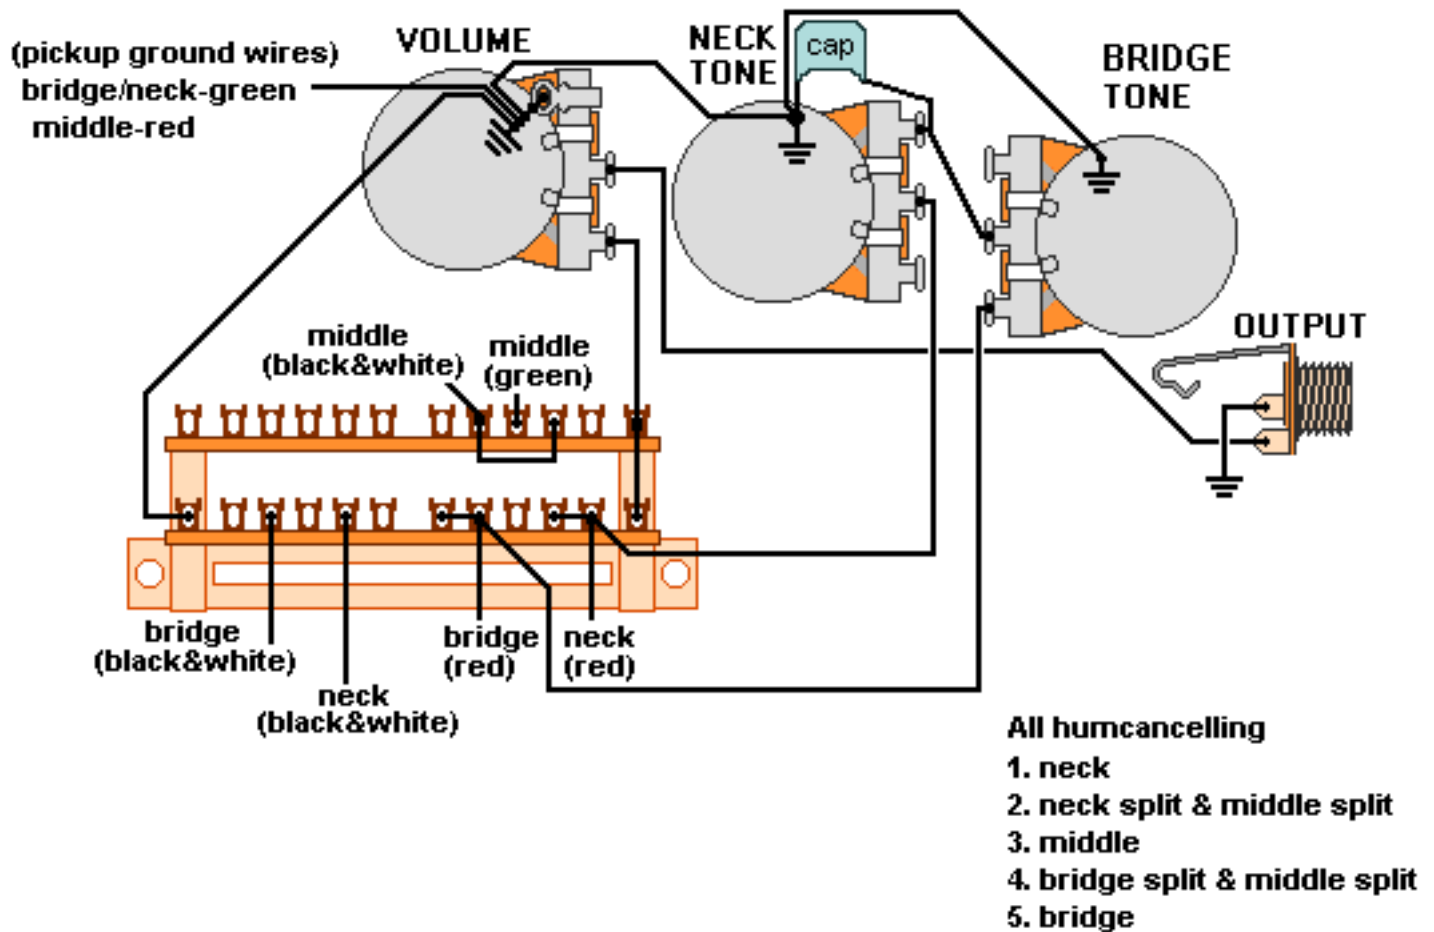 (pickup ground wires)
bridge/neck-green
middle-red
VOLUME
NECK
TONE
cap
BRIDGE
TONE
OUTPUT
middle
(black&white)
middle
(green)
bridge
(black&white)
neck
(black&white)
bridge
(red)
neck
(red)
All humcancelling
1. neck
2. neck split & middle split
3. middle
4. bridge split & middle split
5. bridge